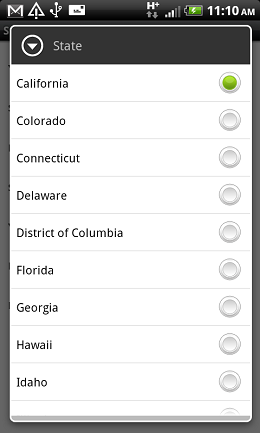 H+
11:10 AM
State
California
Colorado
Connecticut
Delaware
District of Columbia
Florida
Georgia
Hawaii
Idaho